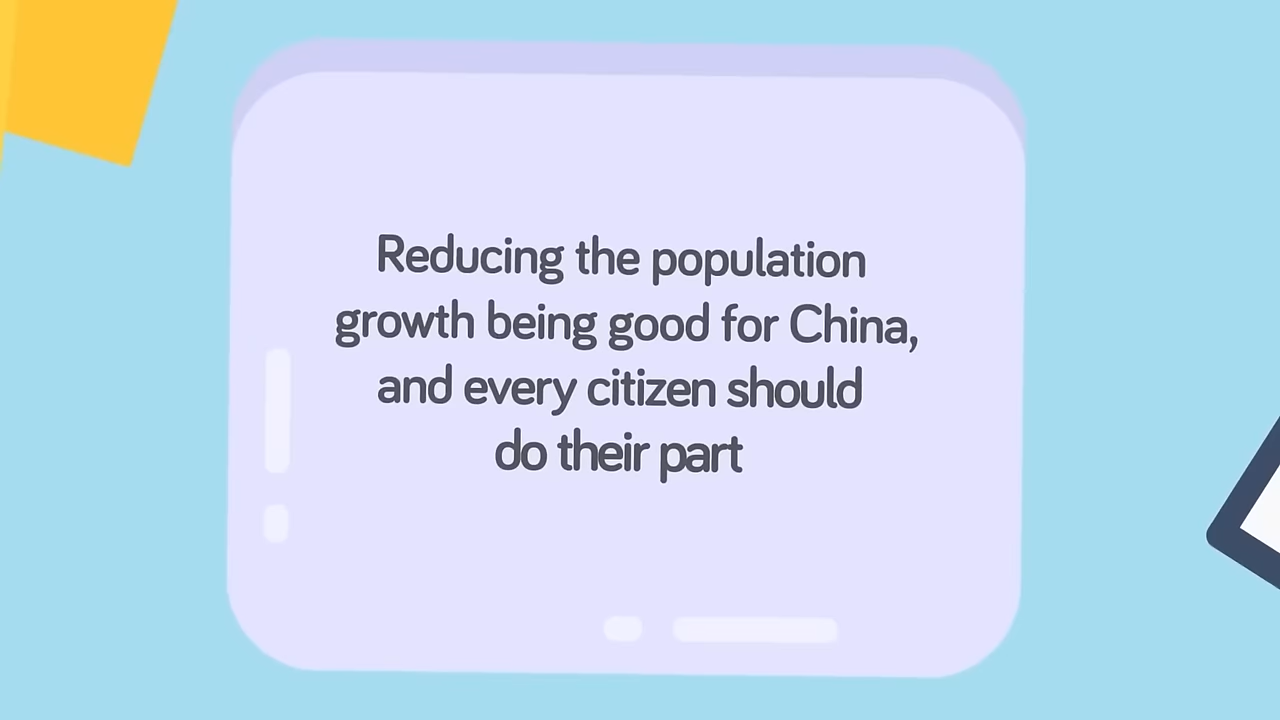 Reducing the population
growth being good for China,
and every citizen should
do their part